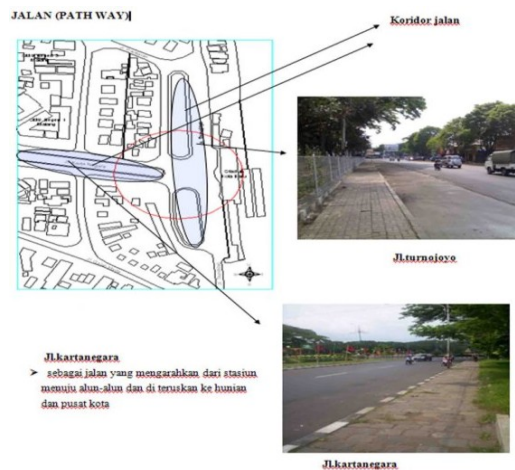 JALAN (PATH WAY)
Koridor jalan
Jl.turnojoyo
Jl.kartanegara
➢ sebagai jalan yang mengarahkan dari stasiun
menuju alun-alun dan di teruskan ke hunian
dan pusat kota
Jl.kartanegara